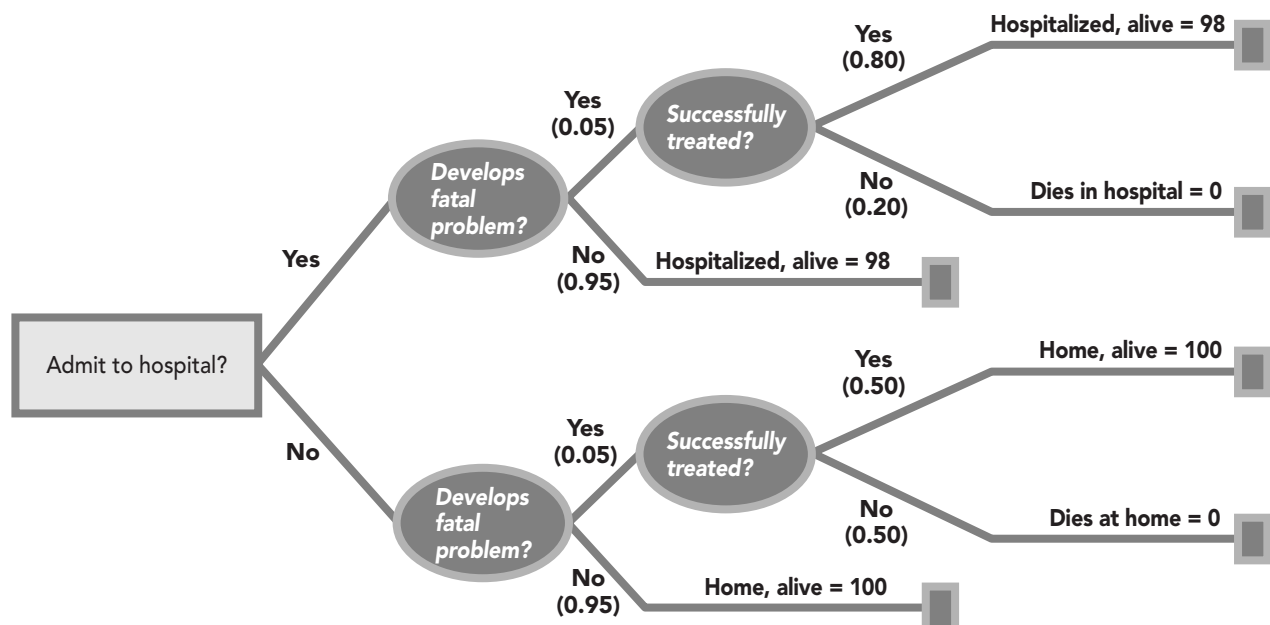 Admit to hospital?
Yes
Develops
fatal
problem?
Yes
(0.05)
Successfully
treated?
Yes
(0.80)
Hospitalized, alive = 98
No
(0.20)
Dies in hospital = 0
No
(0.95)
Hospitalized, alive = 98
No
Develops
fatal
problem?
Yes
(0.05)
Successfully
treated?
Yes
(0.50)
Home, alive = 100
No
(0.50)
Dies at home = 0
No
(0.95)
Home, alive = 100